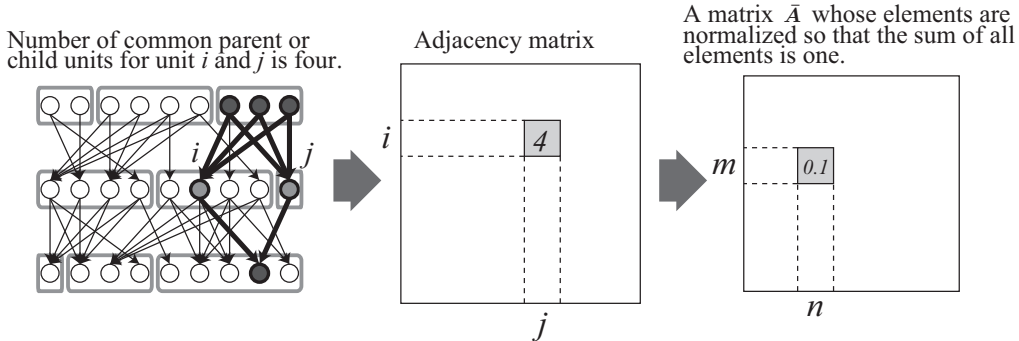 Number of common parent or
child units for unit i and j is four.
i
j
Adjacency matrix
i
4
j
A matrix Ā whose elements are
normalized so that the sum of all
elements is one.
m
0.1
n